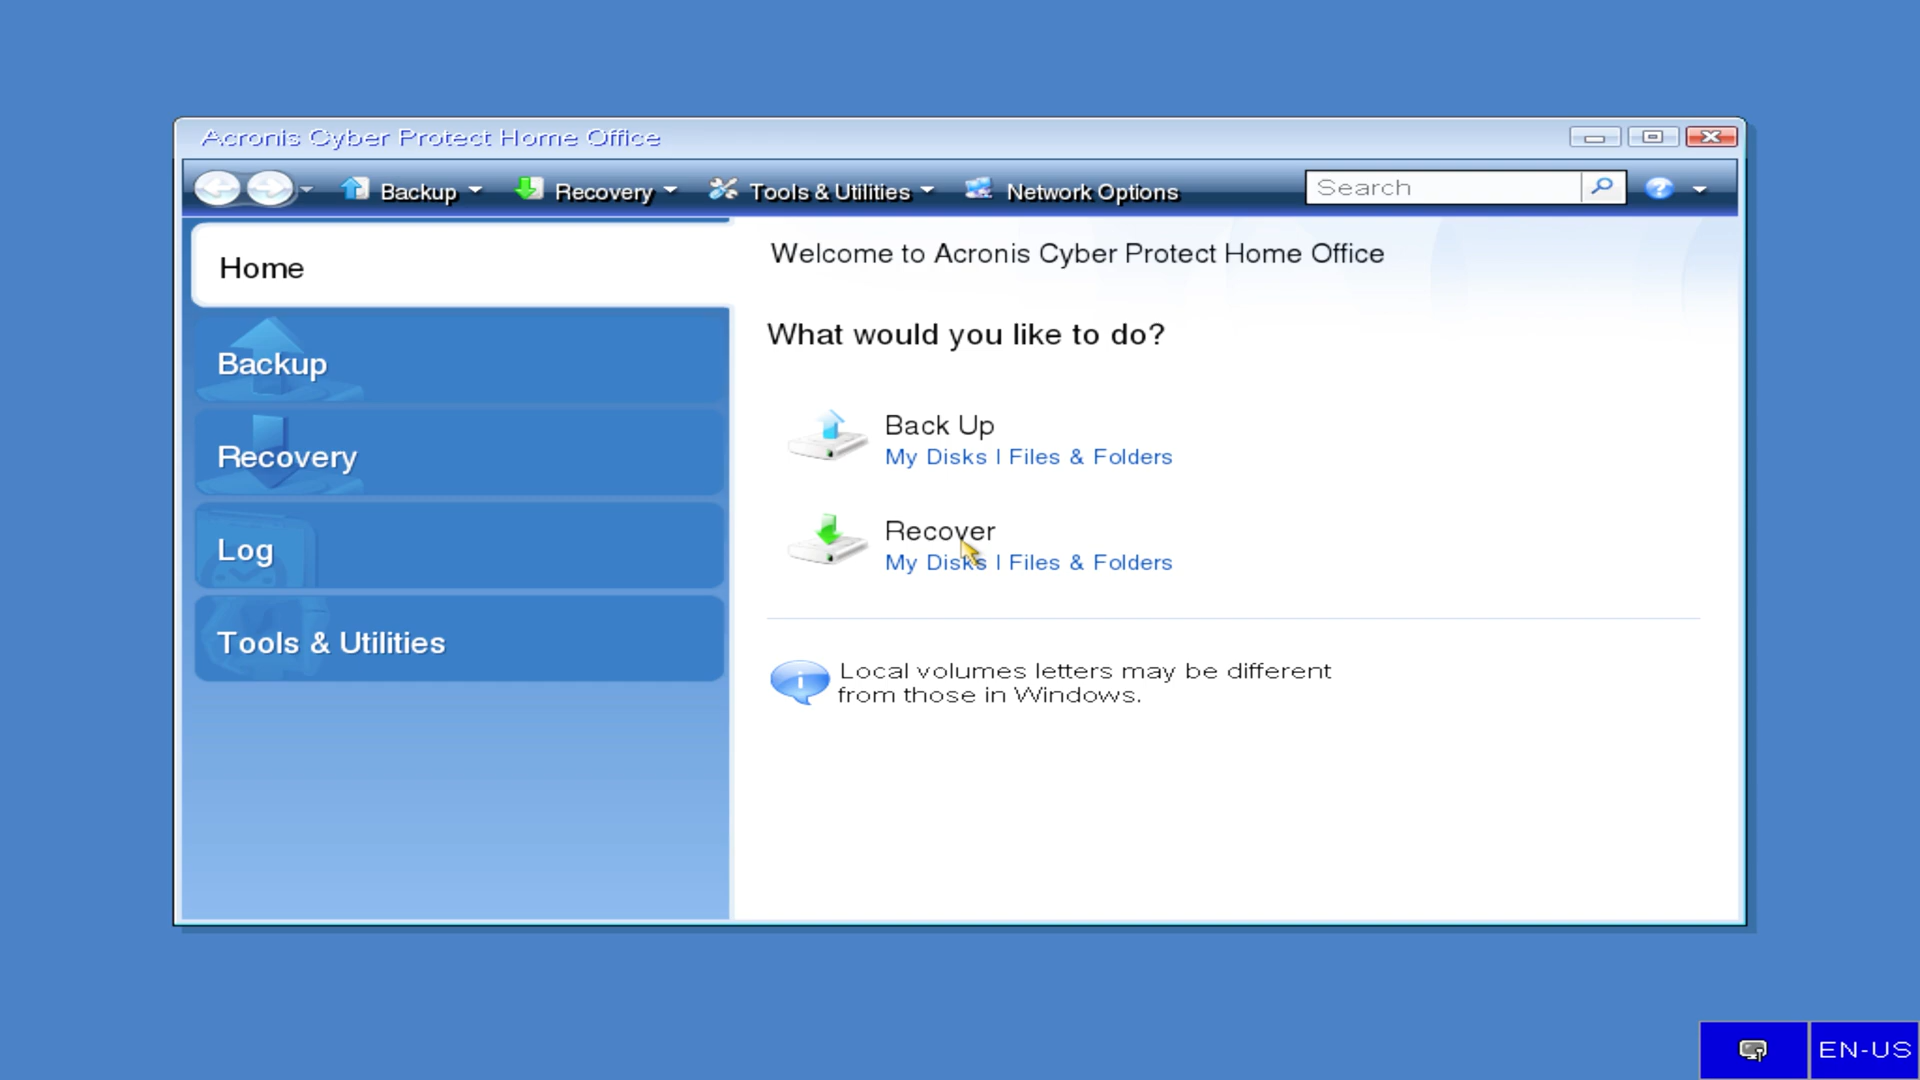 Acronis Cyber Protect Home Office
Backup
Recovery
Tools & Utilities
Network Options
Search
Home
Backup
Recovery
Log
Tools & Utilities
Welcome to Acronis Cyber Protect Home Office
What would you like to do?
Back Up
My Disks | Files & Folders
Recover
My Disks | Files & Folders
Local volumes letters may be different
from those in Windows.
EN-US